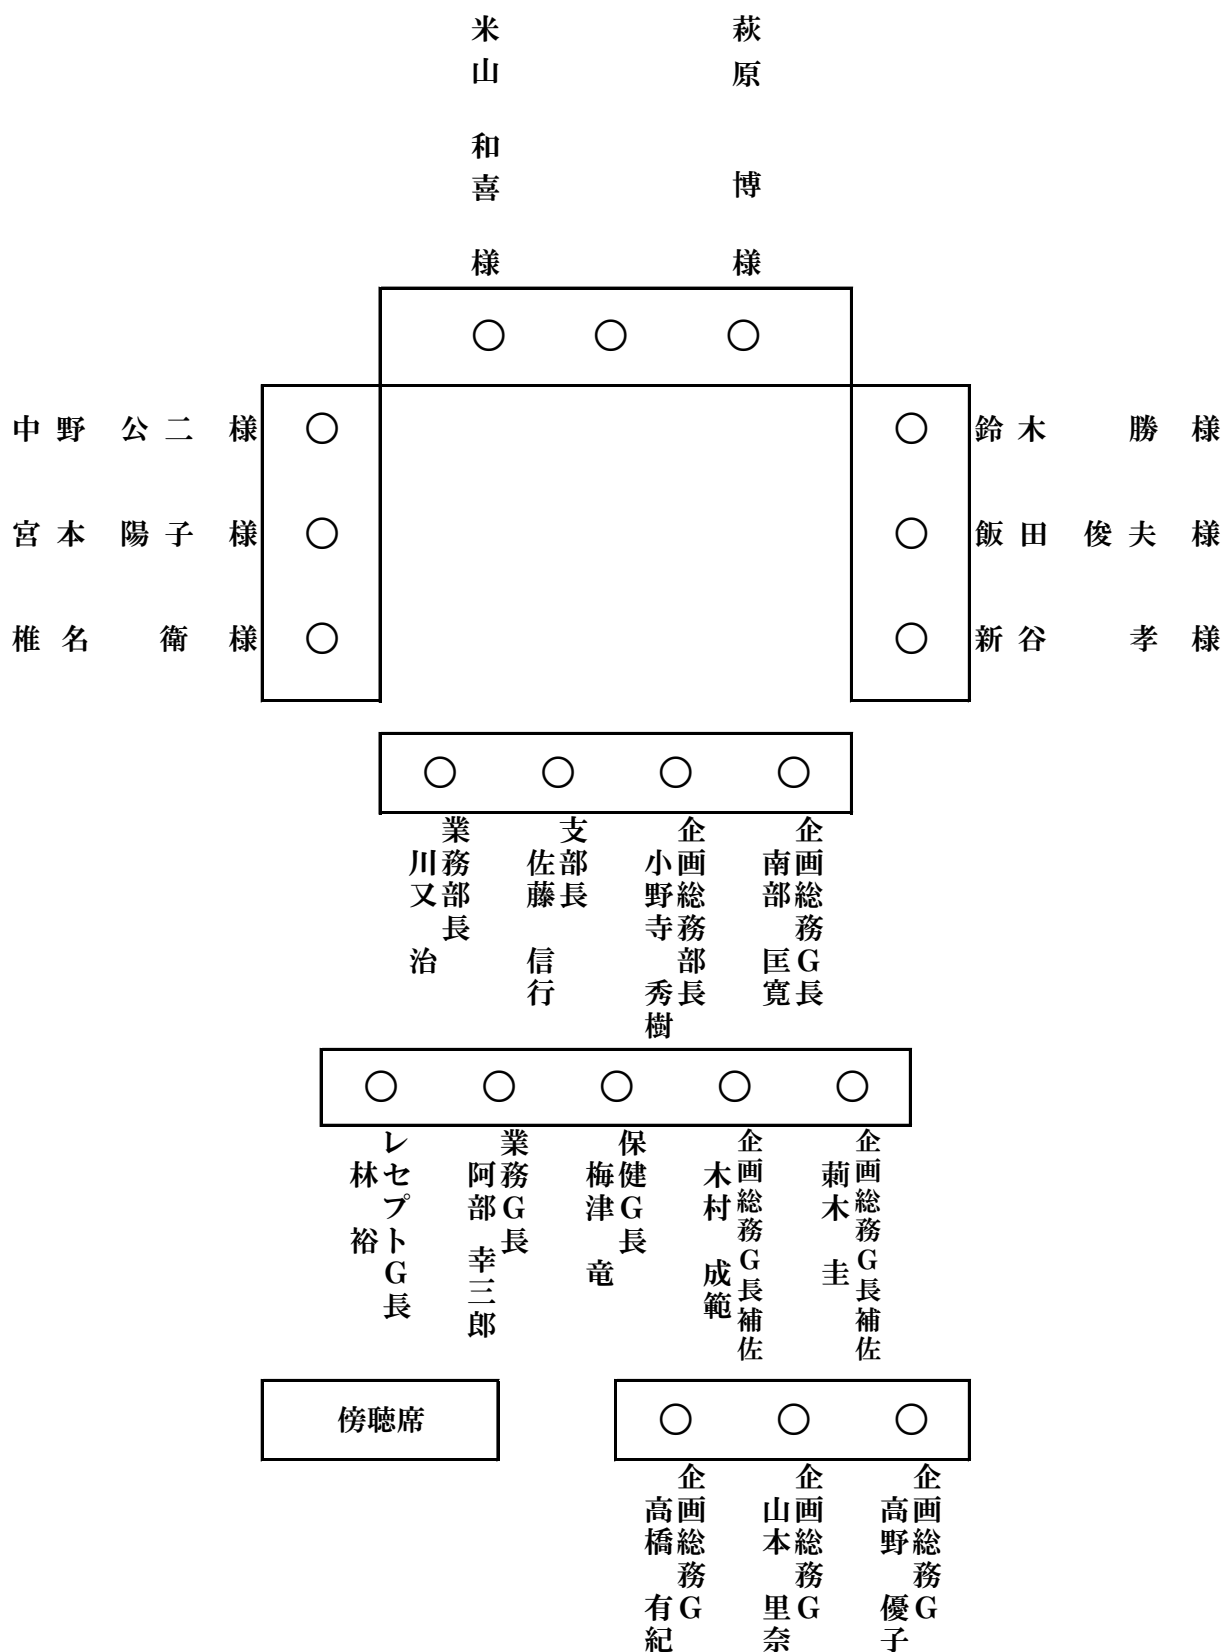 萩原 博 様
米山 和喜 様
中野 公二 様
鈴木 勝 様
宮本 陽子 様
飯田 俊夫 様
椎名 衛 様
新谷 孝 様
企画総務G長
南部 匡寛
企画総務部長
小野寺 秀樹
支部長
佐藤 信行
業務部長
川又 治
企画総務G長補佐
莿木 圭
企画総務G長補佐
木村 成範
保健G長
梅津 竜
業務G長
阿部 幸三郎
レセプトG長
林 裕
傍聴席
企画総務G
高野 優子
企画総務G
山本 里奈
企画総務G
高橋 有紀